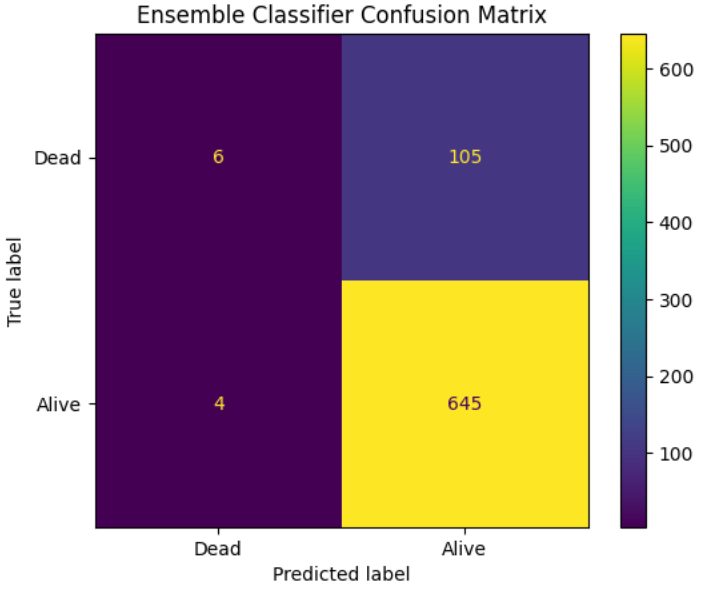 Ensemble Classifier Confusion Matrix
True label
Dead
6
105
Alive
4
645
Dead
Alive
Predicted label
600
500
400
300
200
100